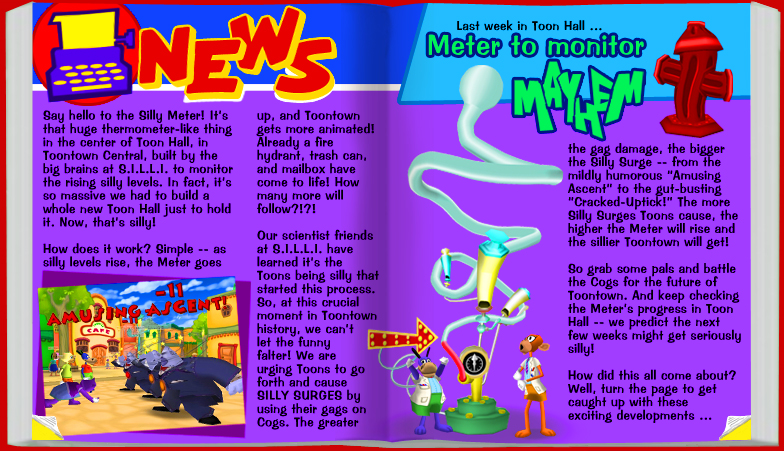 NEWS
Say hello to the Silly Meter! It's
that huge thermometer-like thing
in the center of Toon Hall, in
Toontown Central, built by the
big brains at S.I.L.L.I. to monitor
the rising silly levels. In fact, it's
so massive we had to build a
whole new Toon Hall just to hold
it. Now, that's silly!
How does it work? Simple -- as
silly levels rise, the Meter goes
-11
AMUSING ASCENT!
CAFE
up, and Toontown
gets more animated!
Already a fire
hydrant, trash can,
and mailbox have
come to life! How
many more will
follow?!?!
Our scientist friends
at S.I.L.L.I. have
learned it's the
Toons being silly that
started this process.
So, at this crucial
moment in Toontown
history, we can't
let the funny
falter! We are
urging Toons to go
forth and cause
SILLY SURGES by
using their gags on
Cogs. The greater
Last week in Toon Hall ...
Meter to monitor
MAYHEM
the gag damage, the bigger
the Silly Surge -- from the
mildly humorous "Amusing
Ascent" to the gut-busting
"Cracked-Uptick!" The more
Silly Surges Toons cause, the
higher the Meter will rise and
the sillier Toontown will get!
So grab some pals and battle
the Cogs for the future of
Toontown. And keep checking
the Meter's progress in Toon
Hall -- we predict the next
few weeks might get seriously
silly!
How did this all come about?
Well, turn the page to get
caught up with these
exciting developments ...